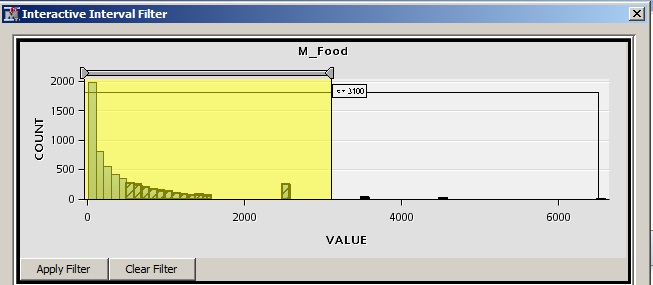 Interactive Interval Filter
M_Food
2000
1500
1000
500
0
COUNT
0 2000 4000 6000
VALUE
Apply Filter Clear Filter